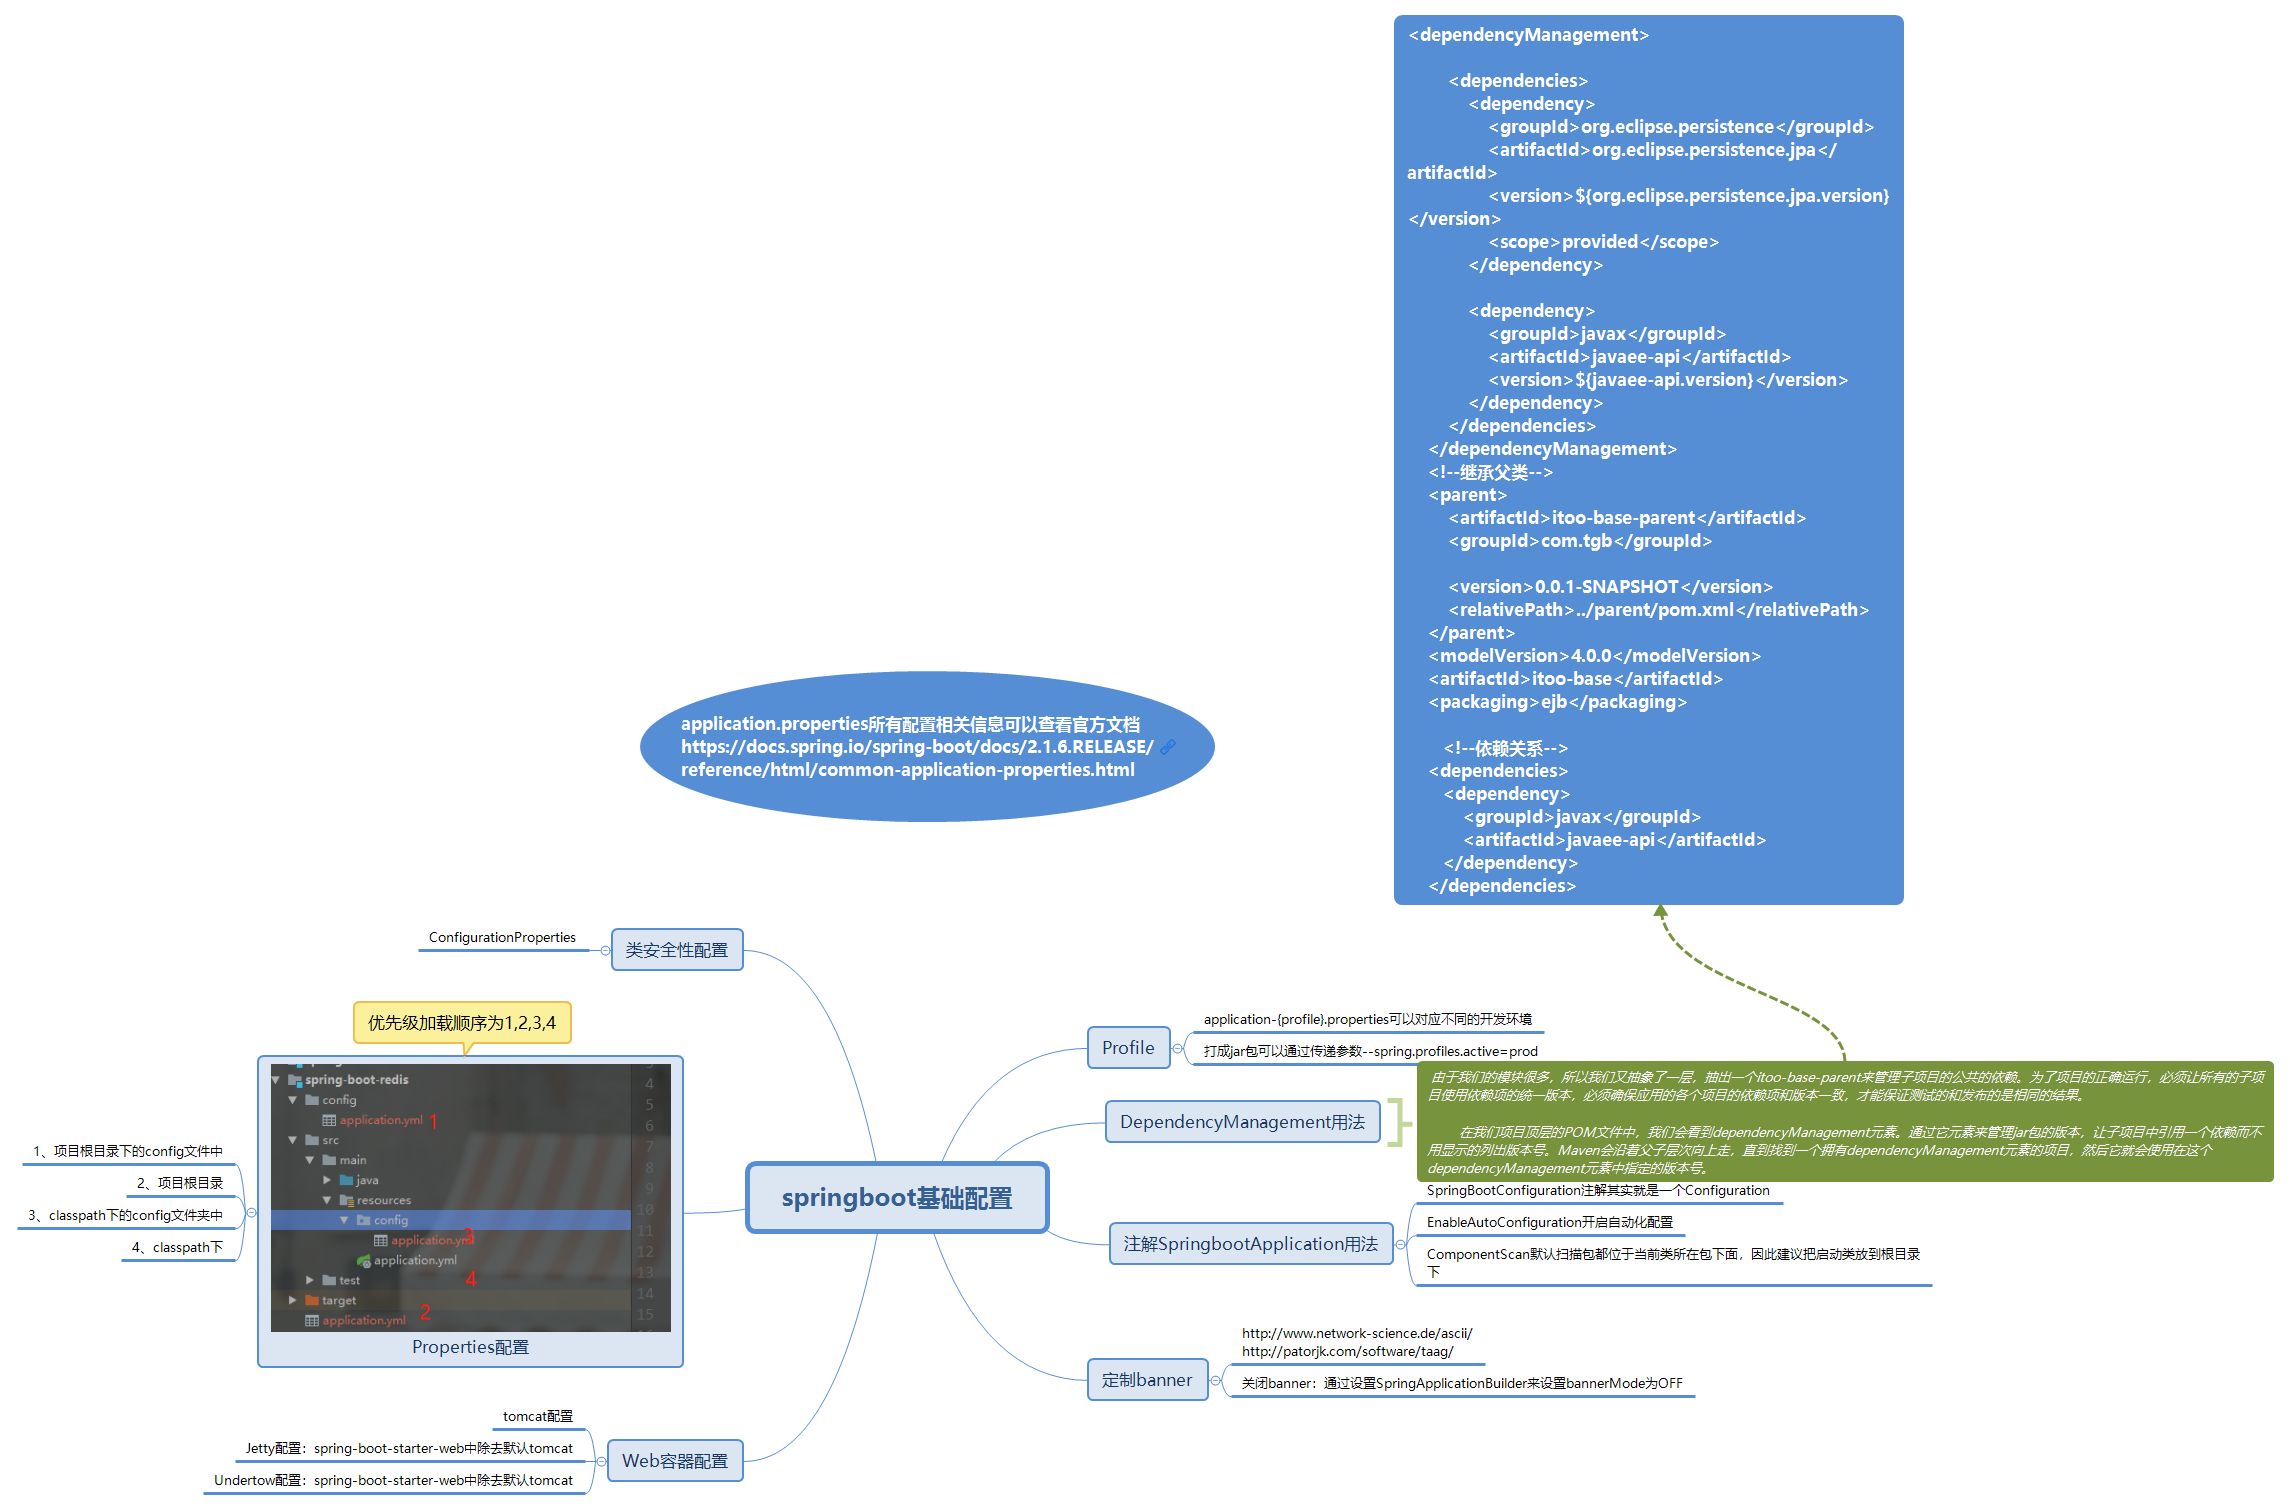 <dependencyManagement>
<dependencies>
<dependency>
<groupId>org.eclipse.persistence</groupId>
<artifactId>org.eclipse.persistence.jpa</
artifactId>
<version>${org.eclipse.persistence.jpa.version}
</version>
<scope>provided</scope>
</dependency>
<dependency>
<groupId>javax</groupId>
<artifactId>javaee-api</artifactId>
<version>${javaee-api.version}</version>
</dependency>
</dependencies>
</dependencyManagement>
<!--继承父类-->
<parent>
<artifactId>itoo-base-parent</artifactId>
<groupId>com.tgb</groupId>
<version>0.0.1-SNAPSHOT</version>
<relativePath>../parent/pom.xml</relativePath>
</parent>
<modelVersion>4.0.0</modelVersion>
<artifactId>itoo-base</artifactId>
<packaging>ejb</packaging>
<!--依赖关系-->
<dependencies>
<dependency>
<groupId>javax</groupId>
<artifactId>javaee-api</artifactId>
</dependency>
</dependencies>
application.properties所有配置相关信息可以查看官方文档
https://docs.spring.io/spring-boot/docs/2.1.6.RELEASE/
reference/html/common-application-properties.html
ConfigurationProperties
类安全性配置
优先级加载顺序为1,2,3,4
spring-boot-redis
config
application.yml 1
src
main
java
resources
config
application.yml 3
application.yml
4
test
target
2
application.yml
4
5
6
7
8
9
10
11
12
13
14
15
Properties配置
1、项目根目录下的config文件中
2、项目根目录
3、classpath下的config文件夹中
4、classpath下
springboot基础配置
tomcat配置
Jetty配置：spring-boot-starter-web中除去默认tomcat
Undertow配置：spring-boot-starter-web中除去默认tomcat
Web容器配置
Profile
application-{profile}.properties可以对应不同的开发环境
打成jar包可以通过传递参数--spring.profiles.active=prod
DependencyManagement用法
由于我们的模块很多，所以我们又抽象了一层，抽出一个itoo-base-parent来管理子项目的公共的依赖。为了项目的正确运行，必须让所有的子项
目使用依赖项的统一版本，必须确保应用的各个项目的依赖项和版本一致，才能保证测试的和发布的是相同的结果。
在我们项目顶层的POM文件中，我们会看到dependencyManagement元素。通过它元素来管理jar包的版本，让子项目中引用一个依赖而不
用显示的列出版本号。Maven会沿着父子层次向上走，直到找到一个拥有dependencyManagement元素的项目，然后它就会使用在这个
dependencyManagement元素中指定的版本号。
注解SpringbootApplication用法
SpringBootConfiguration注解其实就是一个Configuration
EnableAutoConfiguration开启自动化配置
ComponentScan默认扫描包都位于当前类所在包下面，因此建议把启动类放到根目录
下
定制banner
http://www.network-science.de/ascii/
http://patorjk.com/software/taag/
关闭banner：通过设置SpringApplicationBuilder来设置bannerMode为OFF